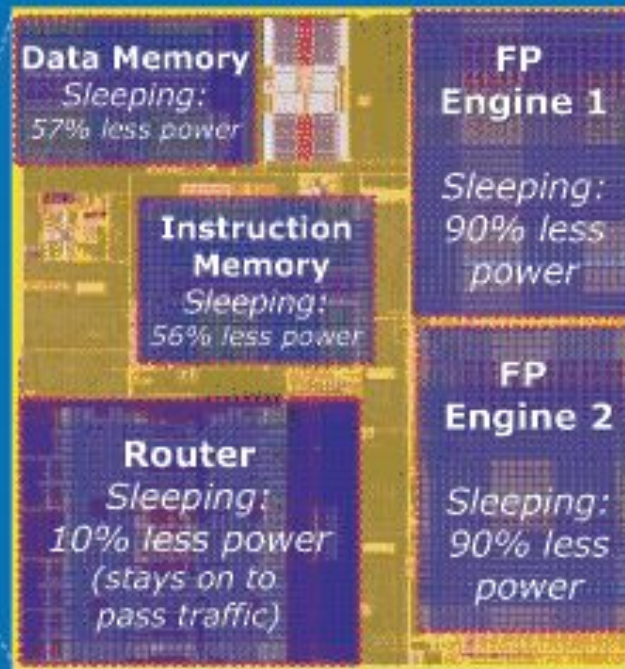 Data Memory
Sleeping:
57% less power
FP
Engine 1
Sleeping:
90% less
power
Instruction
Memory
Sleeping:
56% less power
Router
Sleeping:
10% less power
(stays on to
pass traffic)
FP
Engine 2
Sleeping:
90% less
power